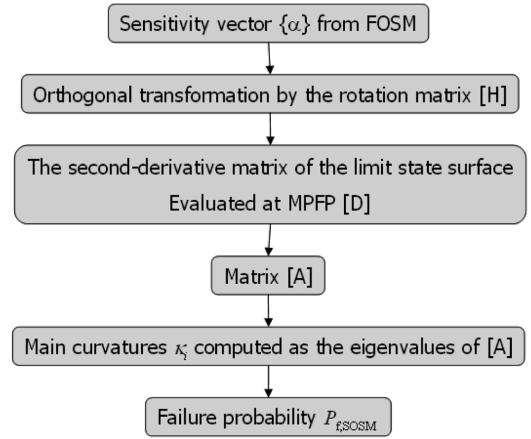 Sensitivity vector {α} from FOSM
Orthogonal transformation by the rotation matrix [H]
The second-derivative matrix of the limit state surface
Evaluated at MPFP [D]
Matrix [A]
Main curvatures κᵢ computed as the eigenvalues of [A]
Failure probability P_f,SOSM